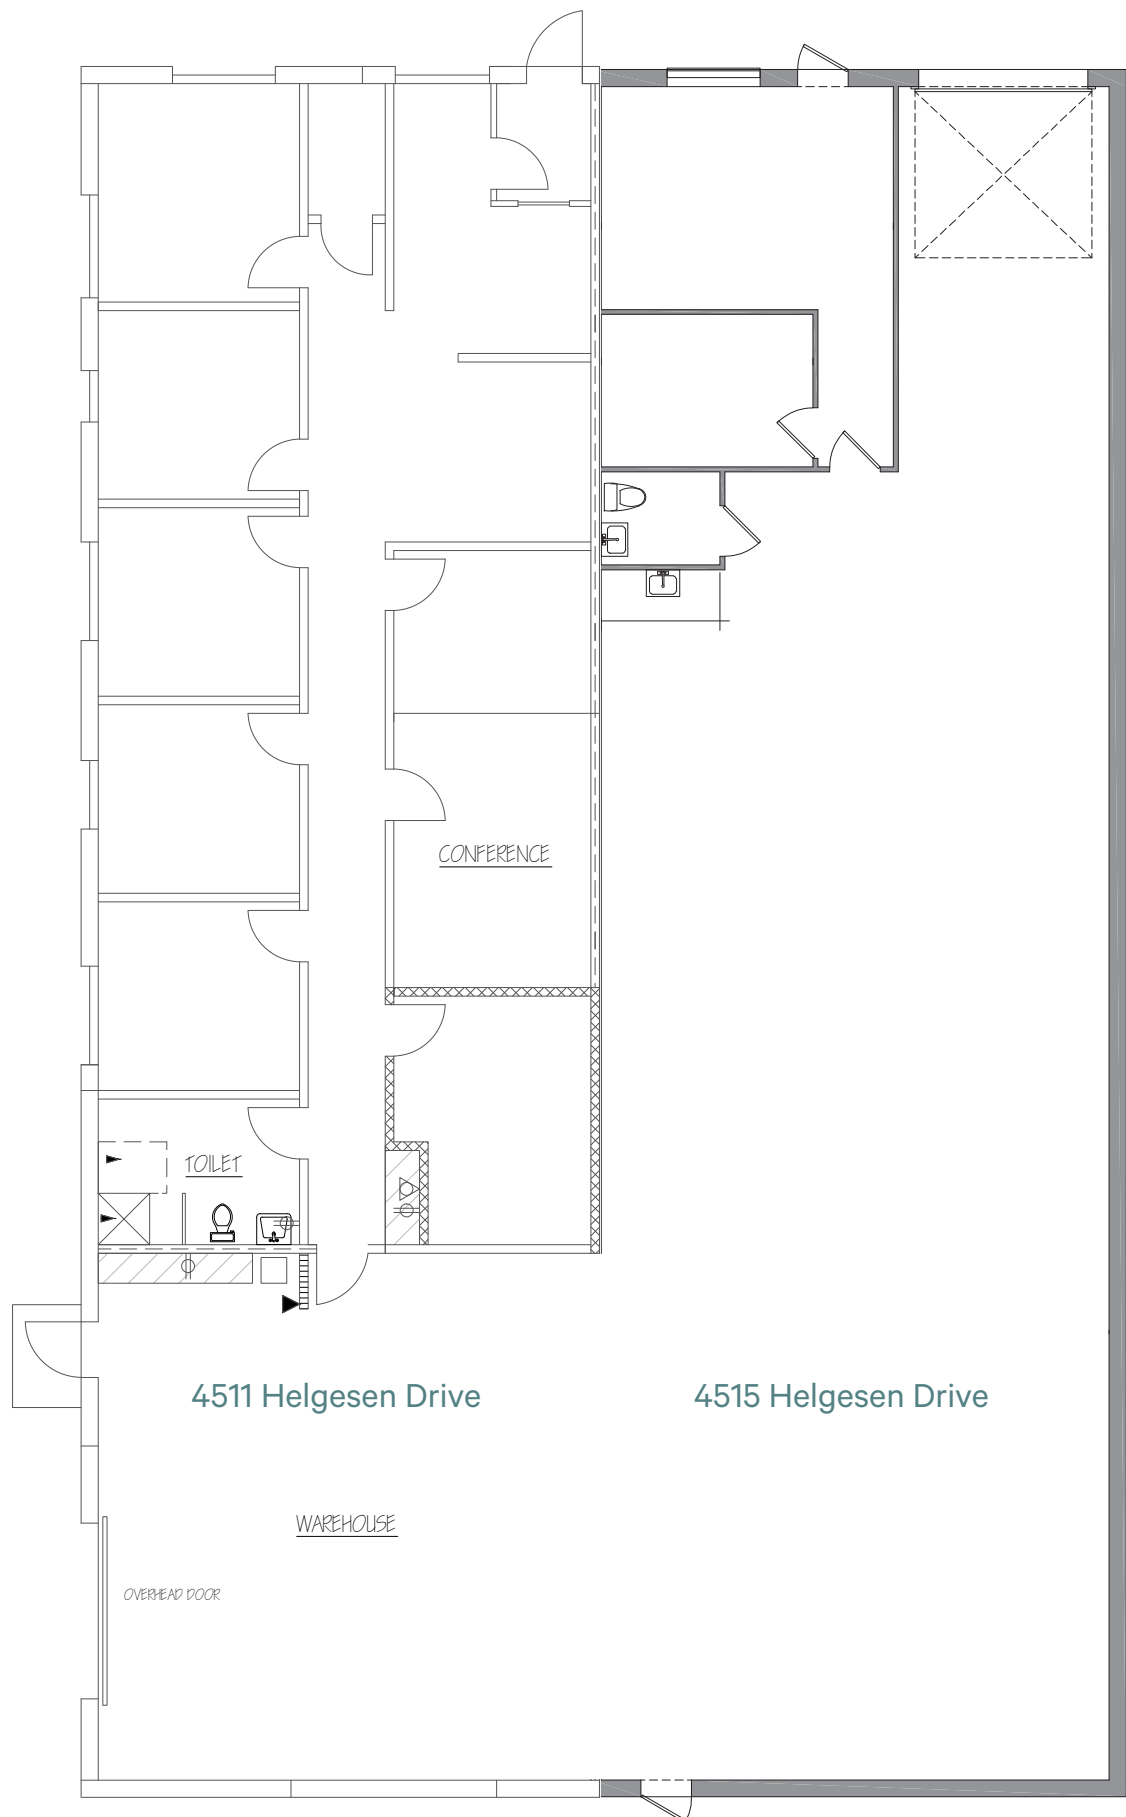 CONFERENCE
TOILET
4511 Helgesen Drive
4515 Helgesen Drive
WAREHOUSE
OVERHEAD DOOR